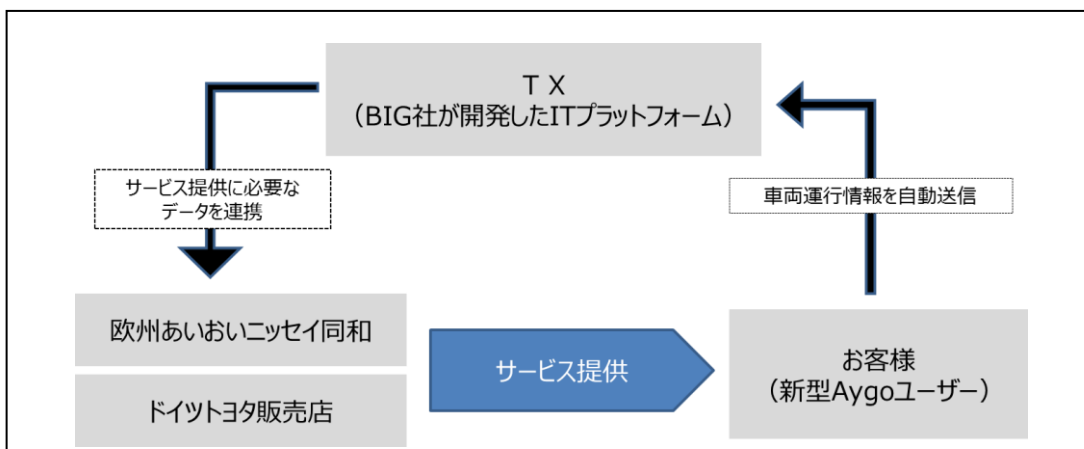 ＴＸ
（BIG社が開発したITプラットフォーム）
サービス提供に必要な
データを連携
車両運行情報を自動送信
欧州あいおいニッセイ同和
ドイツトヨタ販売店
サービス提供
お客様
（新型Aygoユーザー）